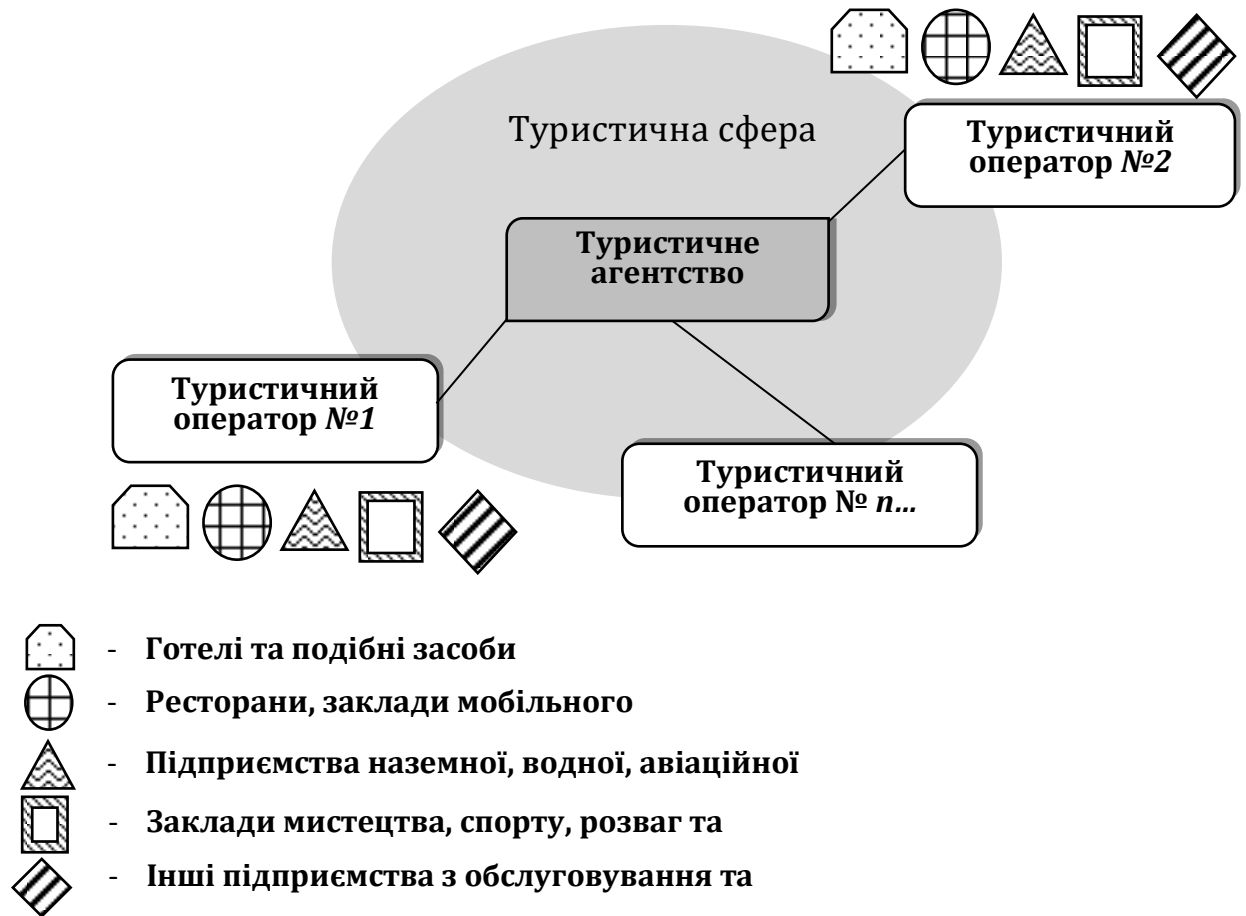 Туристична сфера
Туристичний
оператор №2
Туристичне
агентство
Туристичний
оператор №1
Туристичний
оператор № n...
- Готелі та подібні засоби
- Ресторани, заклади мобільного
- Підприємства наземної, водної, авіаційної
- Заклади мистецтва, спорту, розваг та
- Інші підприємства з обслуговування та